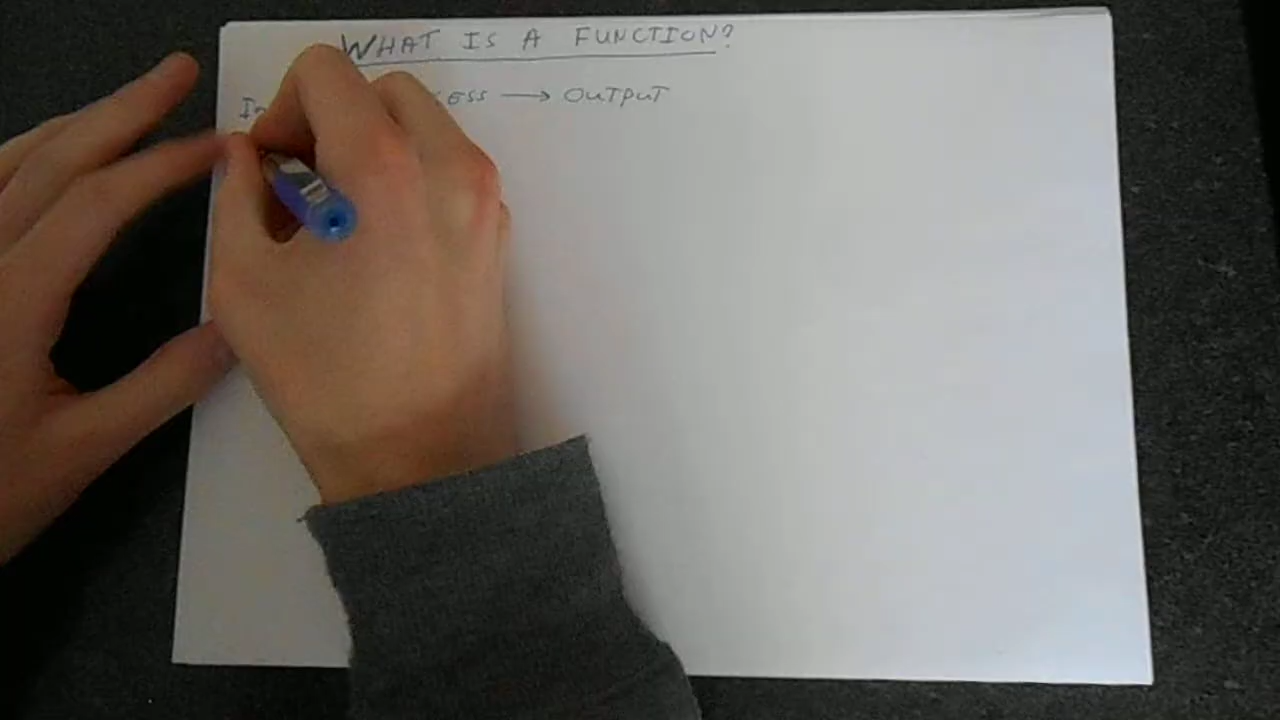 WHAT IS A FUNCTION?
→ OUTPUT